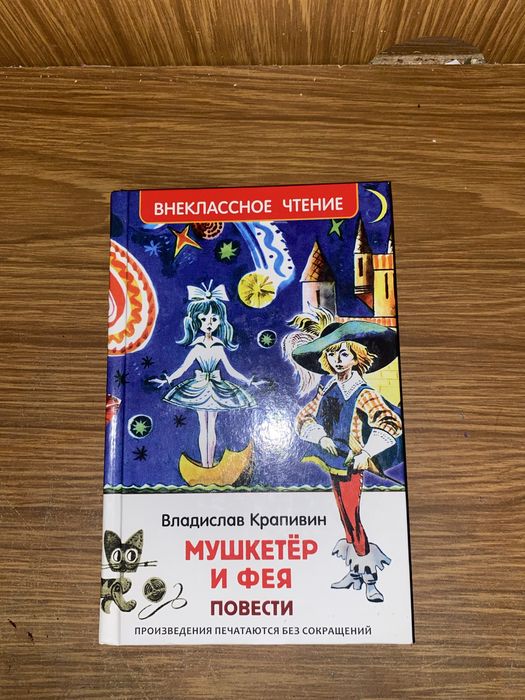 ВНЕКЛАССНОЕ ЧТЕНИЕ
Владислав Крапивин
МУШКЕТЁР
И ФЕЯ
ПОВЕСТИ
ПРОИЗВЕДЕНИЯ ПЕЧАТАЮТСЯ БЕЗ СОКРАЩЕНИЙ